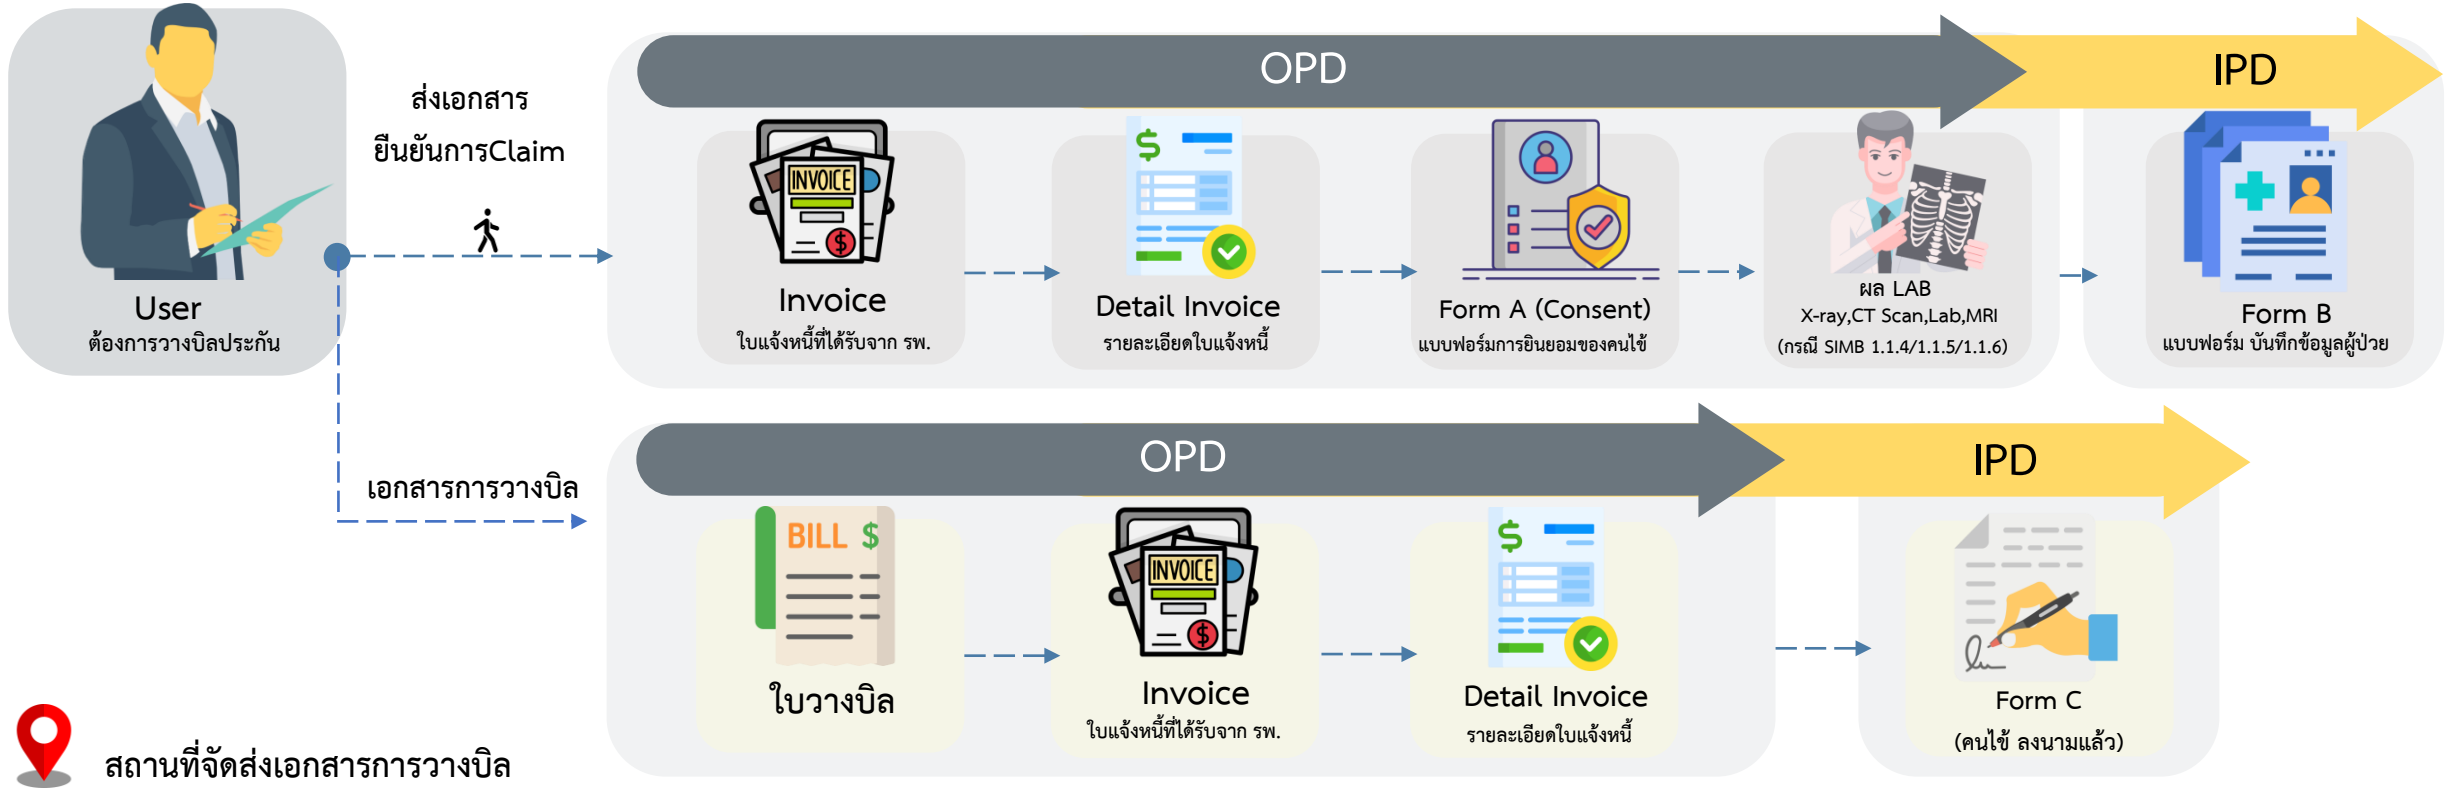 OPD
IPD
ส่งเอกสาร
ยืนยันการClaim
INVOICE
$
$
User
ต้องการวางบิลประกัน
Invoice
ใบแจ้งหนี้ที่ได้รับจาก รพ.
Detail Invoice
รายละเอียดใบแจ้งหนี้
Form A (Consent)
แบบฟอร์มการยินยอมของคนไข้
ผล LAB
X-ray,CT Scan,Lab,MRI
(กรณี SIMB 1.1.4/1.1.5/1.1.6)
Form B
แบบฟอร์ม บันทึกข้อมูลผู้ป่วย
OPD
IPD
เอกสารการวางบิล
BILL $
INVOICE
$
$
ใบวางบิล
Invoice
ใบแจ้งหนี้ที่ได้รับจาก รพ.
Detail Invoice
รายละเอียดใบแจ้งหนี้
Form C
(คนไข้ ลงนามแล้ว)
สถานที่จัดส่งเอกสารการวางบิล